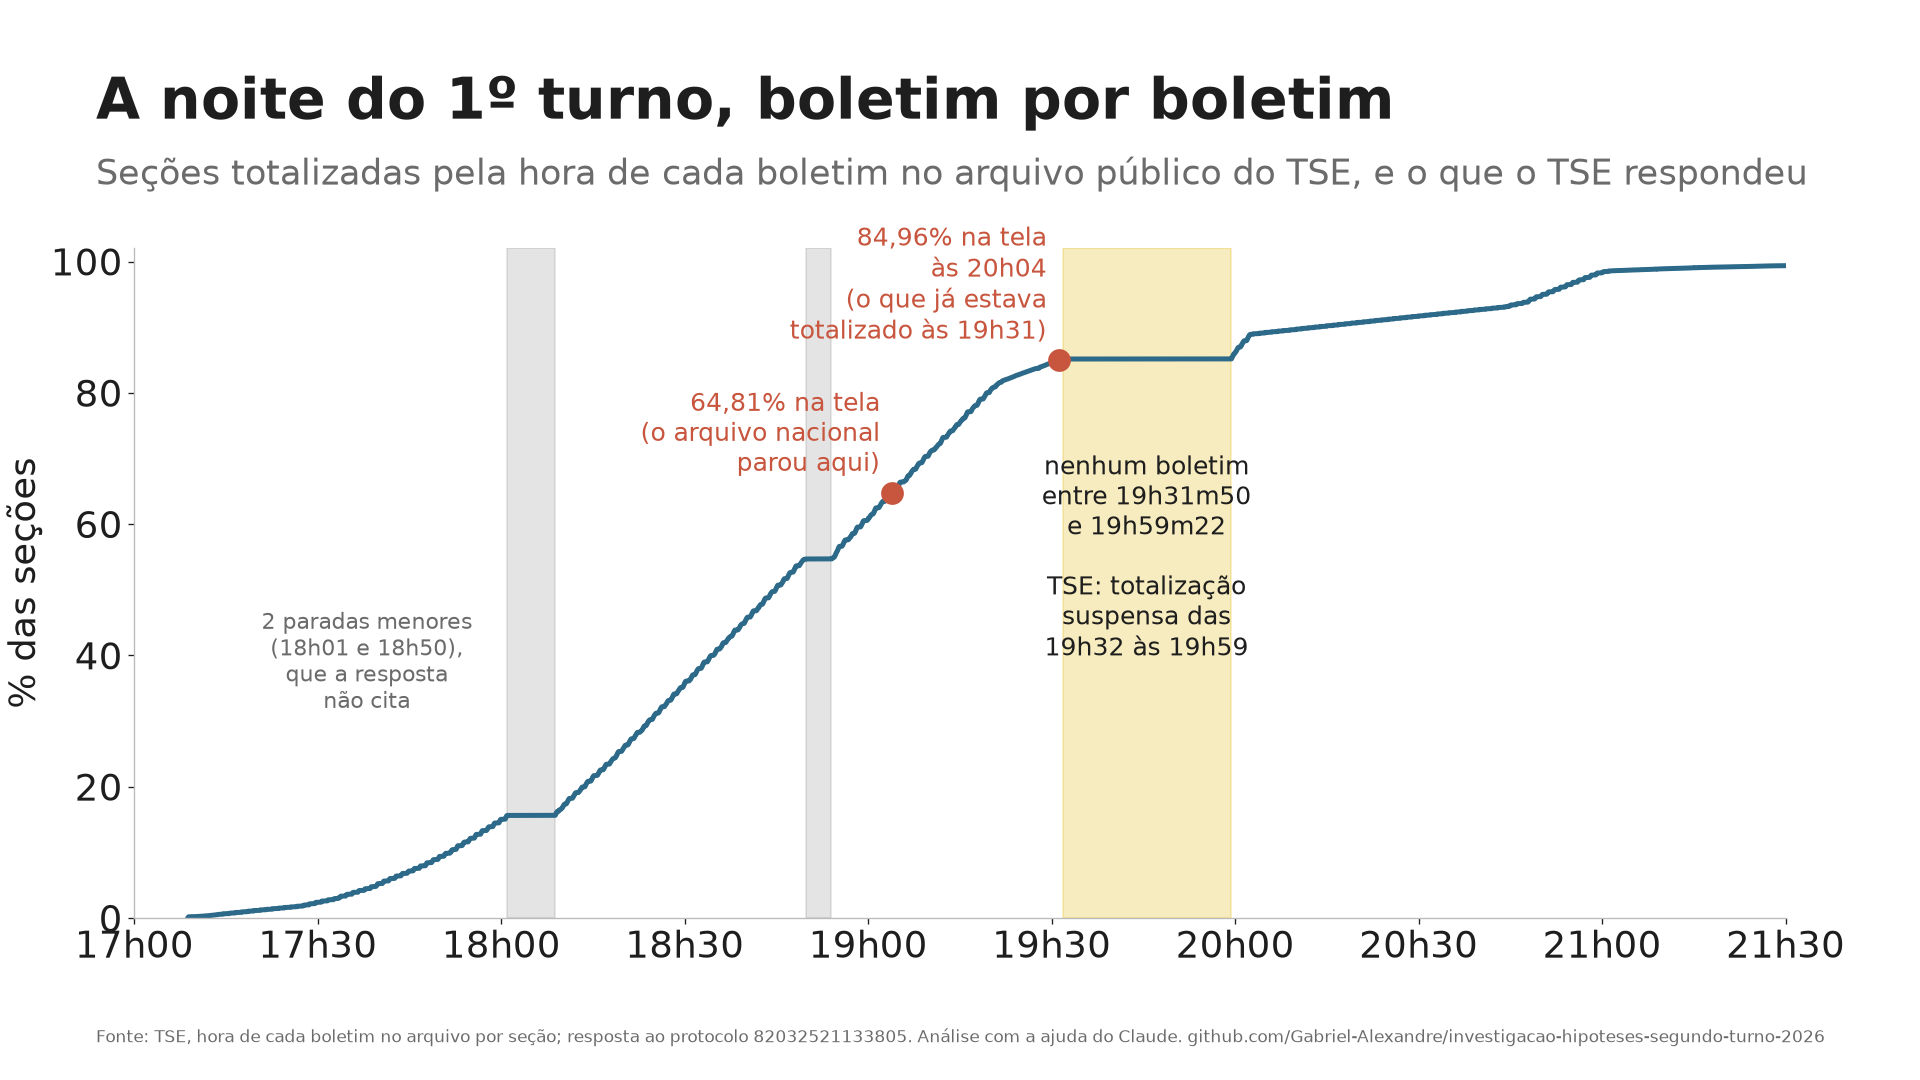 A noite do 1º turno, boletim por boletim
Seções totalizadas pela hora de cada boletim no arquivo público do TSE, e o que o TSE respondeu
84,96% na tela
às 20h04
(o que já estava
totalizado às 19h31)
64,81% na tela
(o arquivo nacional
parou aqui)
nenhum boletim
entre 19h31m50
e 19h59m22
TSE: totalização
suspensa das
19h32 às 19h59
2 paradas menores
(18h01 e 18h50),
que a resposta
não cita
% das seções
100
80
60
40
20
0
17h00 17h30 18h00 18h30 19h00 19h30 20h00 20h30 21h00 21h30
Fonte: TSE, hora de cada boletim no arquivo por seção; resposta ao protocolo 82032521133805. Análise com a ajuda do Claude. github.com/Gabriel-Alexandre/investigacao-hipoteses-segundo-turno-2026